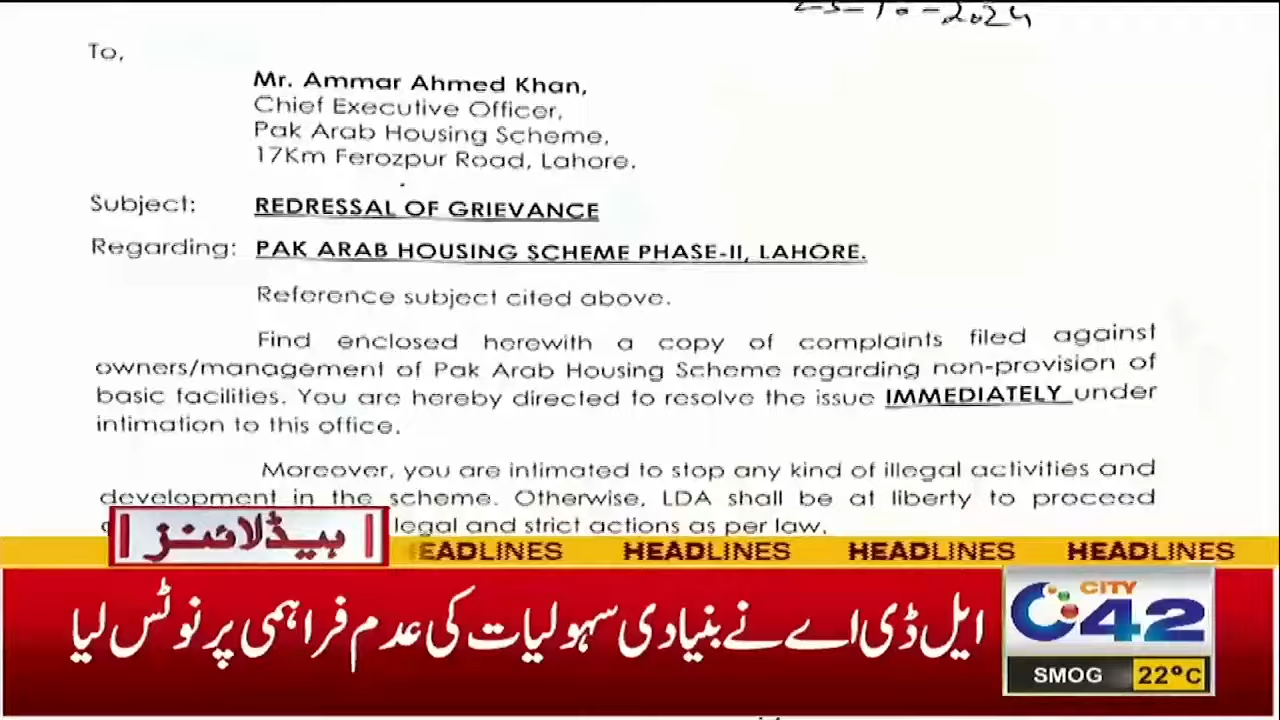 23-10-2024
To,
Mr. Ammar Ahmed Khan,
Chief Executive Officer,
Pak Arab Housing Scheme,
17Km Ferozpur Road, Lahore.
Subject: REDRESSAL OF GRIEVANCE
Regarding: PAK ARAB HOUSING SCHEME PHASE-II, LAHORE.
Reference subject cited above.
Find enclosed herewith a copy of complaints filed against
owners/management of Pak Arab Housing Scheme regarding non-provision of
basic facilities. You are hereby directed to resolve the issue IMMEDIATELY under
intimation to this office.
Moreover, you are intimated to stop any kind of illegal activities and
development in the scheme. Otherwise, LDA shall be at liberty to proceed
legal and strict actions as per law.
ہیڈلائنز
EADLINES HEADLINES HEADLINES HEADLINES
ایل ڈی اے نے بنیادی سہولیات کی عدم فراہمی پر نوٹس لیا
CITY
42
SMOG 22°C